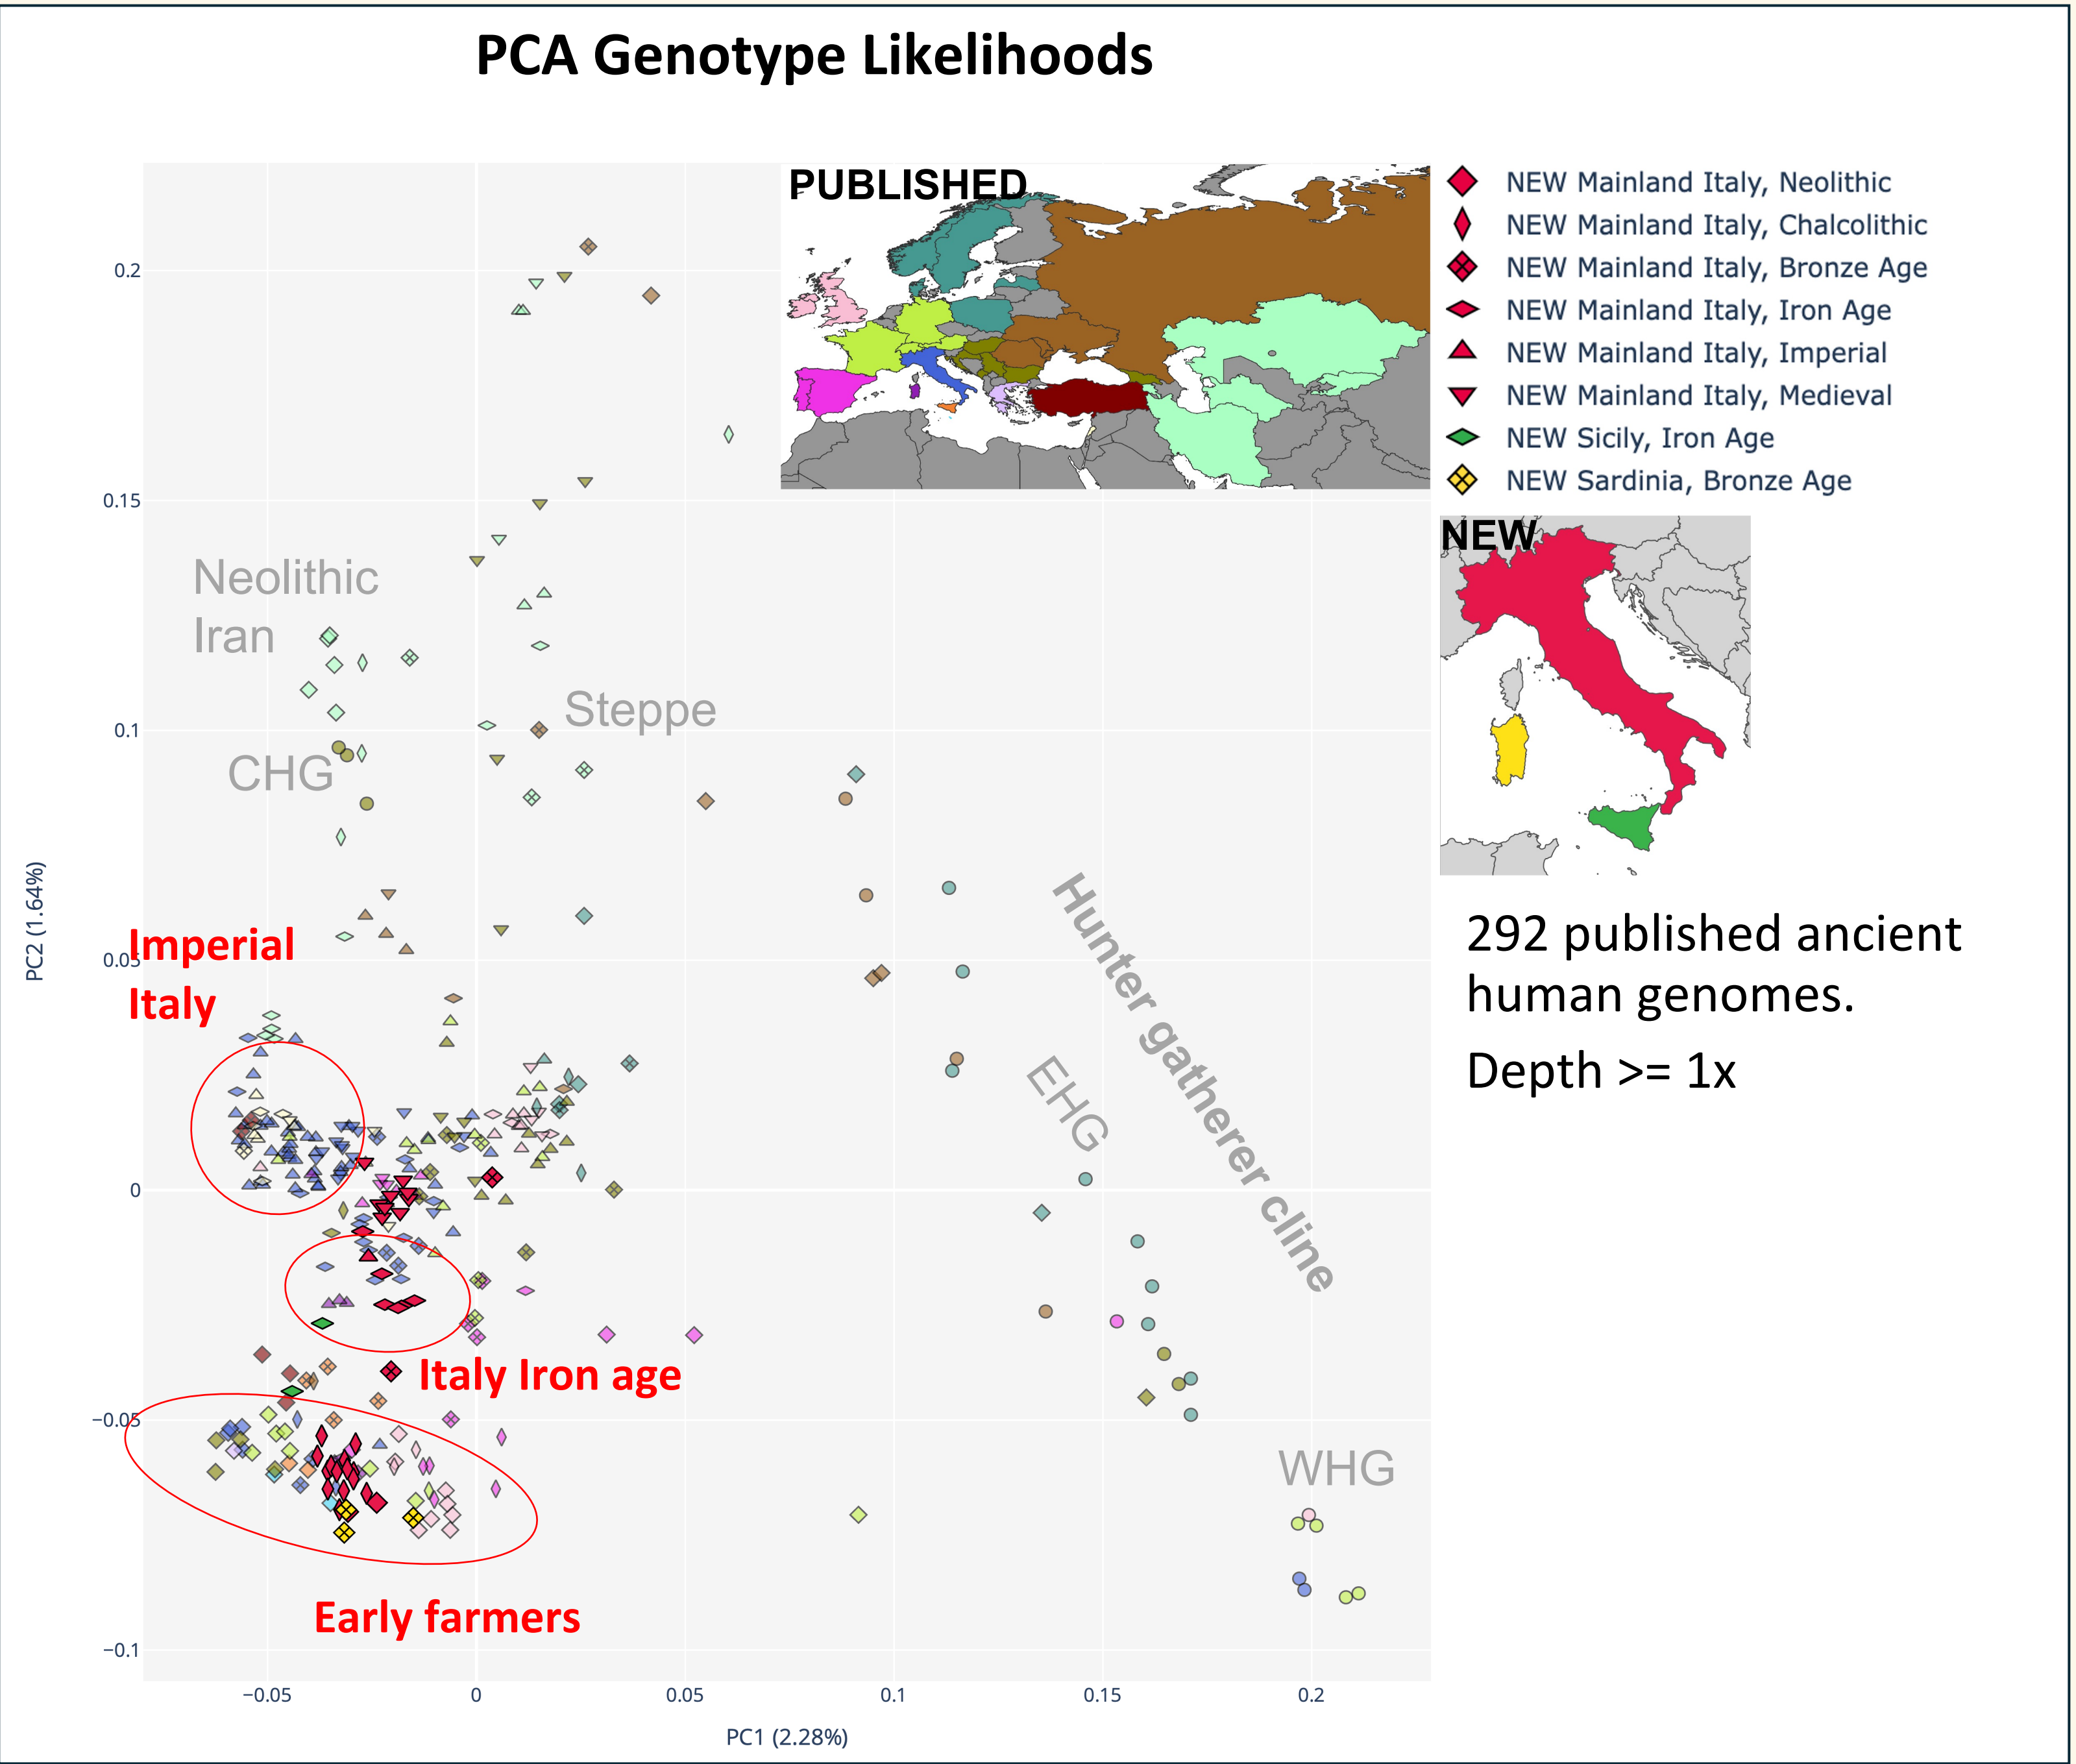 PCA Genotype Likelihoods
PUBLISHED
NEW Mainland Italy, Neolithic
NEW Mainland Italy, Chalcolithic
NEW Mainland Italy, Bronze Age
NEW Mainland Italy, Iron Age
NEW Mainland Italy, Imperial
NEW Mainland Italy, Medieval
NEW Sicily, Iron Age
NEW Sardinia, Bronze Age
NEW
292 published ancient
human genomes.
Depth >= 1x
0.2
0.15
0.1
0.05
0
−0.05
−0.1
PC2 (1.64%)
Neolithic
Iran
CHG
Steppe
Imperial
Italy
Hunter gatherer cline
EHG
WHG
Italy Iron age
Early farmers
−0.05
0
0.05
0.1
0.15
0.2
PC1 (2.28%)